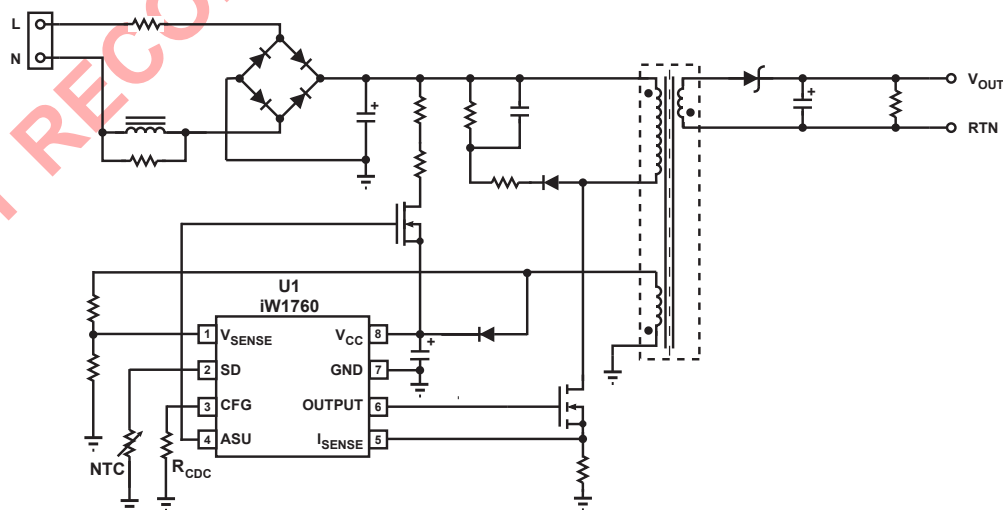 T RECO
L
N
VOUT
RTN
U1
iW1760
1 VSENSE
VCC 8
2 SD
GND 7
3 CFG
OUTPUT 6
4 ASU
ISENSE 5
NTC
RCDC